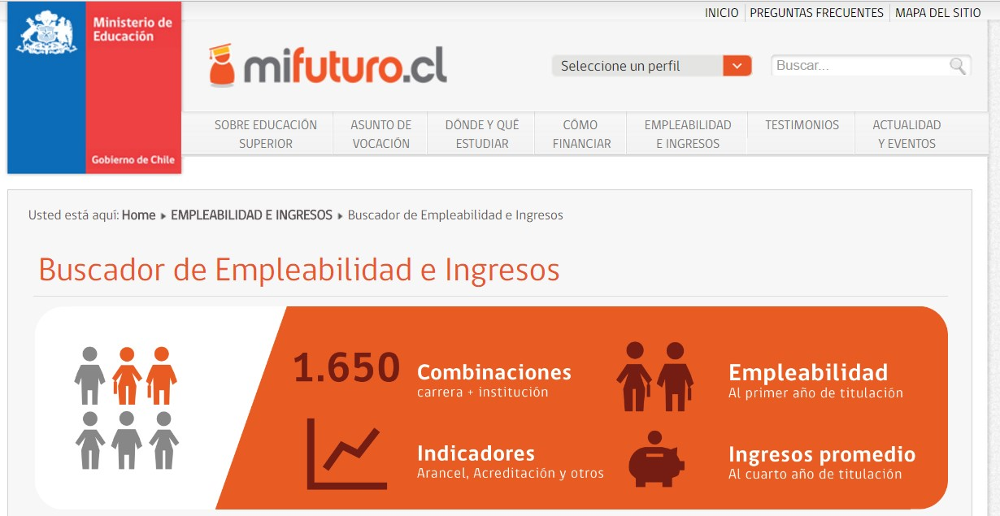 INICIO
PREGUNTAS FRECUENTES
MAPA DEL SITIO
Ministerio de
Educación
Gobierno de Chile
mifuturo.cl
Seleccione un perfil
Buscar...
SOBRE EDUCACIÓN
SUPERIOR
ASUNTO DE
VOCACIÓN
DÓNDE Y QUÉ
ESTUDIAR
CÓMO
FINANCIAR
EMPLEABILIDAD
E INGRESOS
TESTIMONIOS
ACTUALIDAD
Y EVENTOS
Usted está aquí: Home ▸ EMPLEABILIDAD E INGRESOS ▸ Buscador de Empleabilidad e Ingresos
Buscador de Empleabilidad e Ingresos
1.650
Combinaciones
carrera + institución
Empleabilidad
Al primer año de titulación
Indicadores
Arancel, Acreditación y otros
Ingresos promedio
Al cuarto año de titulación